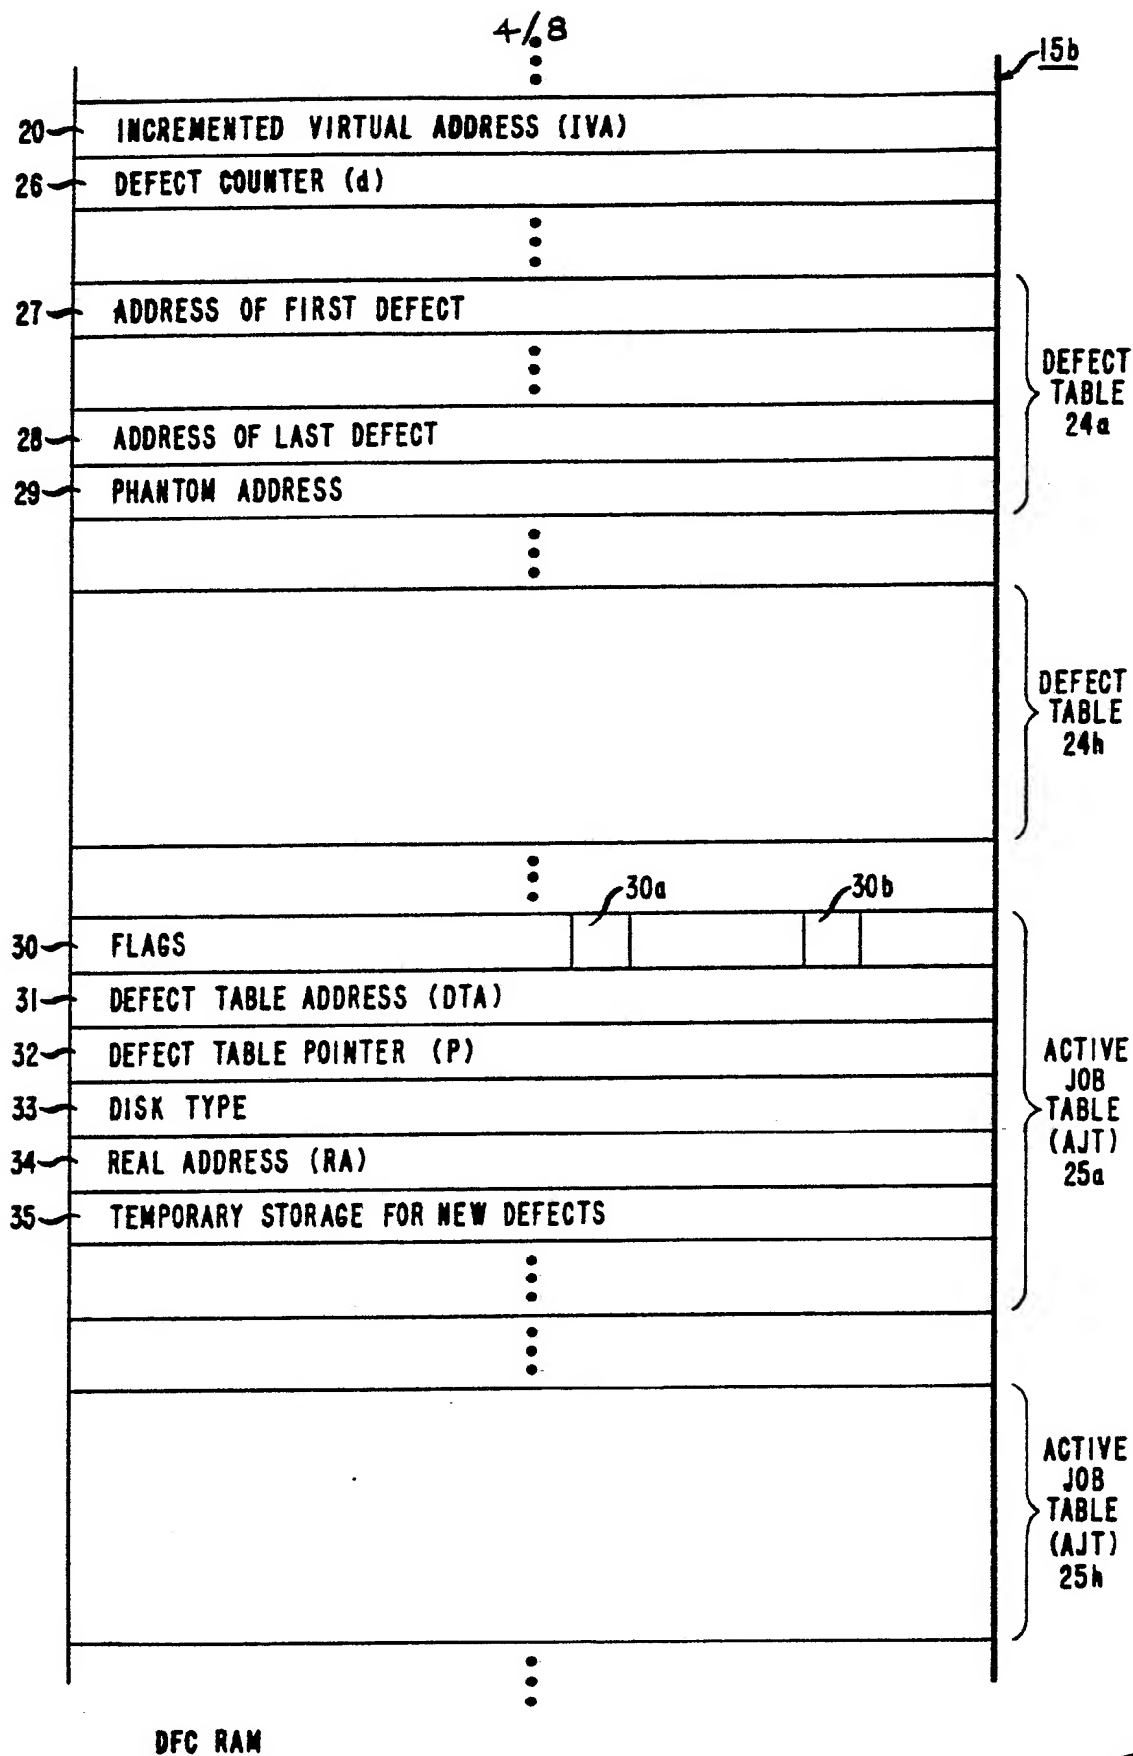 4/8
15b
20 INCREMENTED VIRTUAL ADDRESS (IVA)
26 DEFECT COUNTER (d)
27 ADDRESS OF FIRST DEFECT
DEFECT
TABLE
24a
28 ADDRESS OF LAST DEFECT
29 PHANTOM ADDRESS
DEFECT
TABLE
24h
30a
30b
30 FLAGS
31 DEFECT TABLE ADDRESS (DTA)
32 DEFECT TABLE POINTER (P)
33 DISK TYPE
34 REAL ADDRESS (RA)
35 TEMPORARY STORAGE FOR NEW DEFECTS
ACTIVE
JOB
TABLE
(AJT)
25a
ACTIVE
JOB
TABLE
(AJT)
25h
DFC RAM